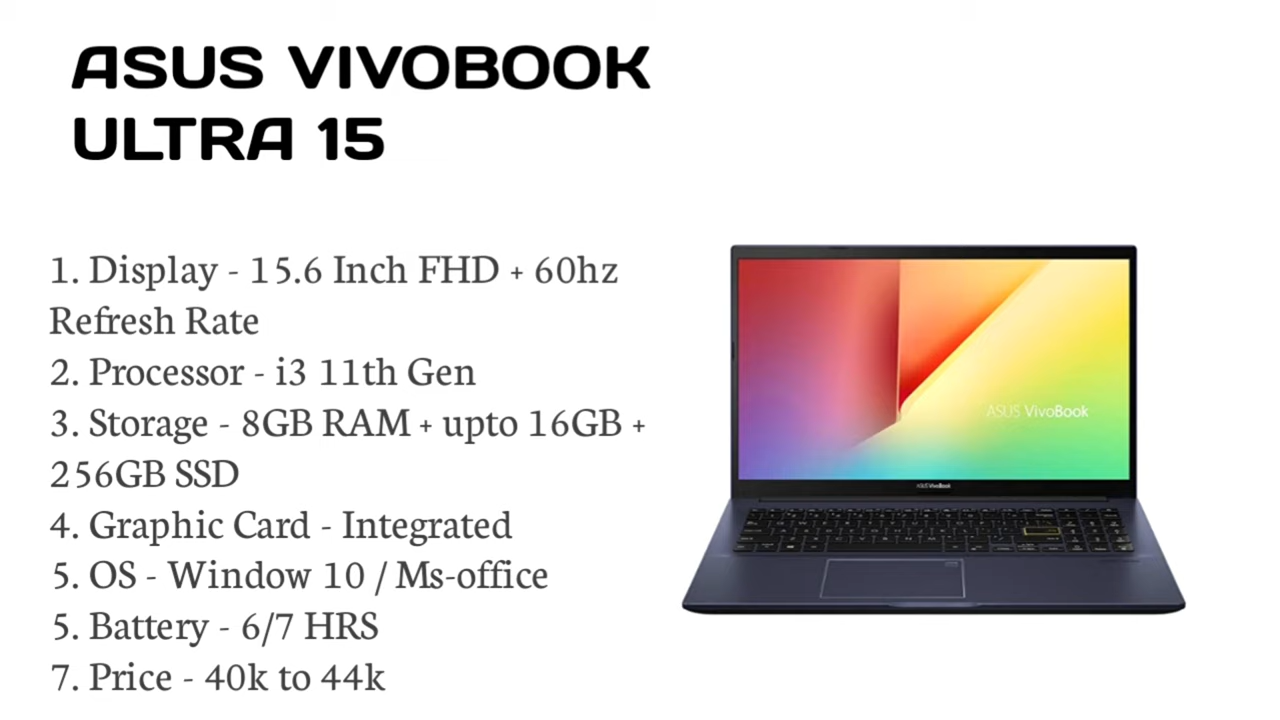 ASUS VIVOBOOK
ULTRA 15
1. Display - 15.6 Inch FHD + 60hz
Refresh Rate
2. Processor - i3 11th Gen
3. Storage - 8GB RAM + upto 16GB +
256GB SSD
4. Graphic Card - Integrated
5. OS - Window 10 / Ms-office
5. Battery - 6/7 HRS
7. Price - 40k to 44k
ASUS VivoBook
ASUS VivoBook